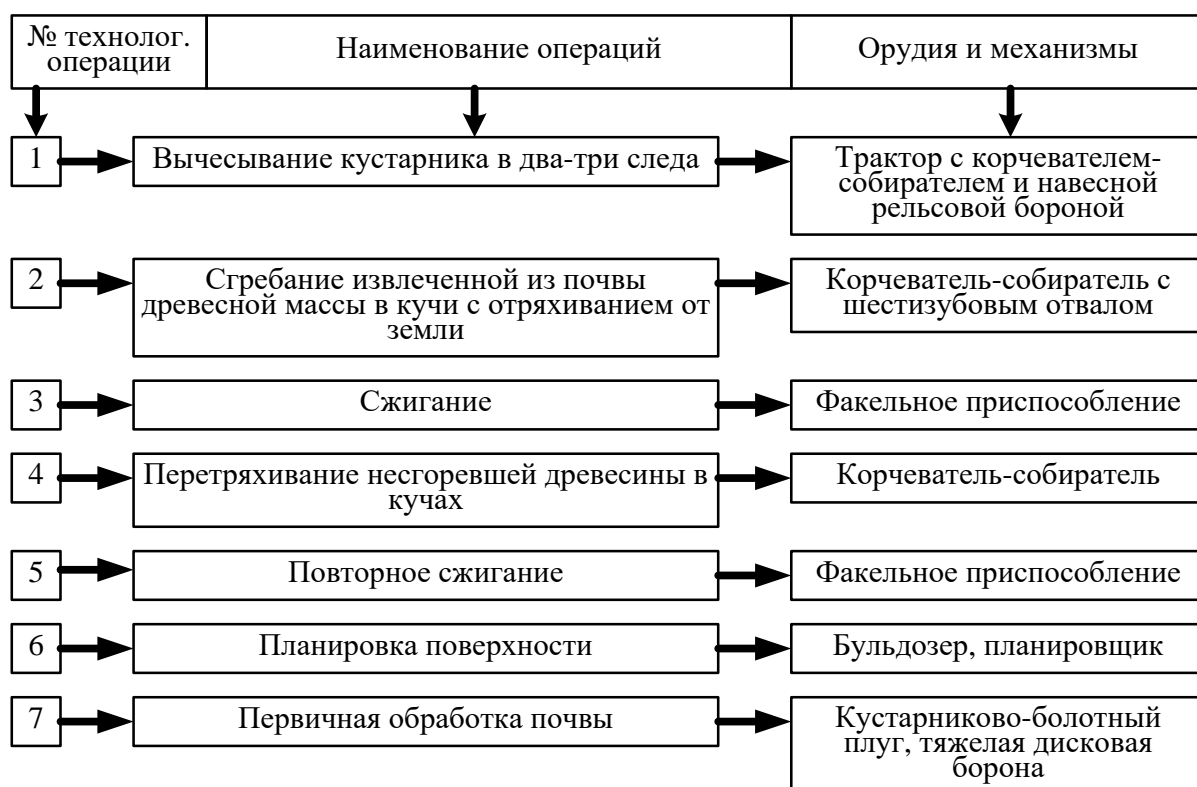 № технолог.
операции
Наименование операций
Орудия и механизмы
1
Вычесывание кустарника в два-три следа
Трактор с корчевателем-
собирателем и навесной
рельсовой бороной
2
Сгребание извлеченной из почвы
древесной массы в кучи с отряхиванием от
земли
Корчеватель-собиратель с
шестизубовым отвалом
3
Сжигание
Факельное приспособление
4
Перетряхивание несгоревшей древесины в
кучах
Корчеватель-собиратель
5
Повторное сжигание
Факельное приспособление
6
Планировка поверхности
Бульдозер, планировщик
7
Первичная обработка почвы
Кустарниково-болотный
плуг, тяжелая дисковая
борона